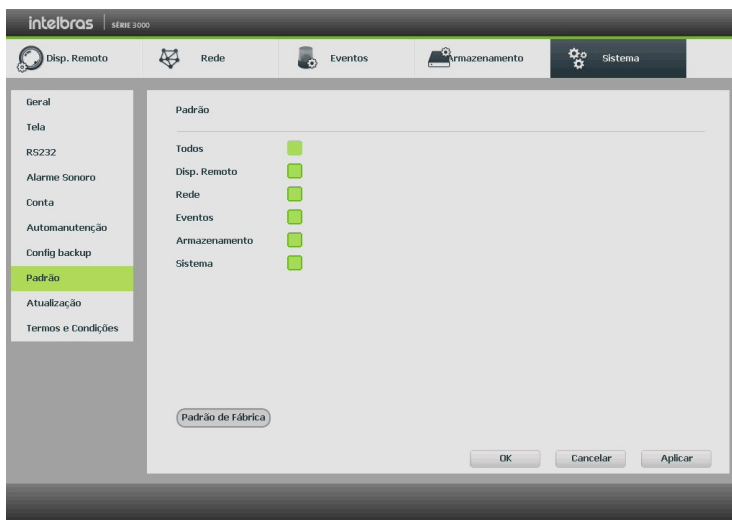 intelbras SÉRIE 3000
Disp. Remoto Rede Eventos Armazenamento Sistema
Geral
Tela
RS232
Alarme Sonoro
Conta
Automanutenção
Config backup
Padrão
Atualização
Termos e Condições
Padrão
Todos
Disp. Remoto
Rede
Eventos
Armazenamento
Sistema
Padrão de Fábrica
OK Cancelar Aplicar